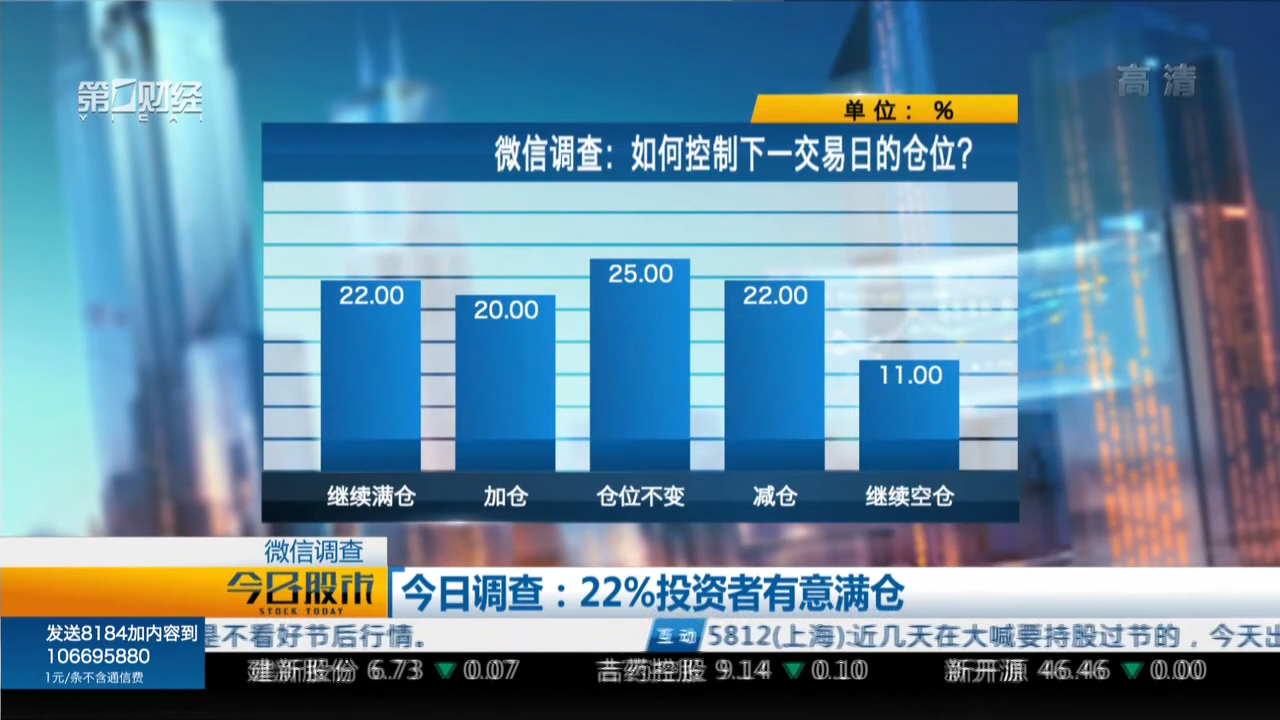 第一财经
YICAI
高清
单位：%
微信调查：如何控制下一交易日的仓位？
22.00
20.00
25.00
22.00
11.00
继续满仓
加仓
仓位不变
减仓
继续空仓
微信调查
今日股市
STOCK TODAY
今日调查：22%投资者有意满仓
发送8184加内容到
106695880
1元/条不含通信费
是不看好节后行情。 互动 5812(上海):近几天在大喊要持股过节的，今天出
建新股份 6.73 ▼0.07 吉药控股 9.14 ▼0.10 新开源 46.46 ▼0.00